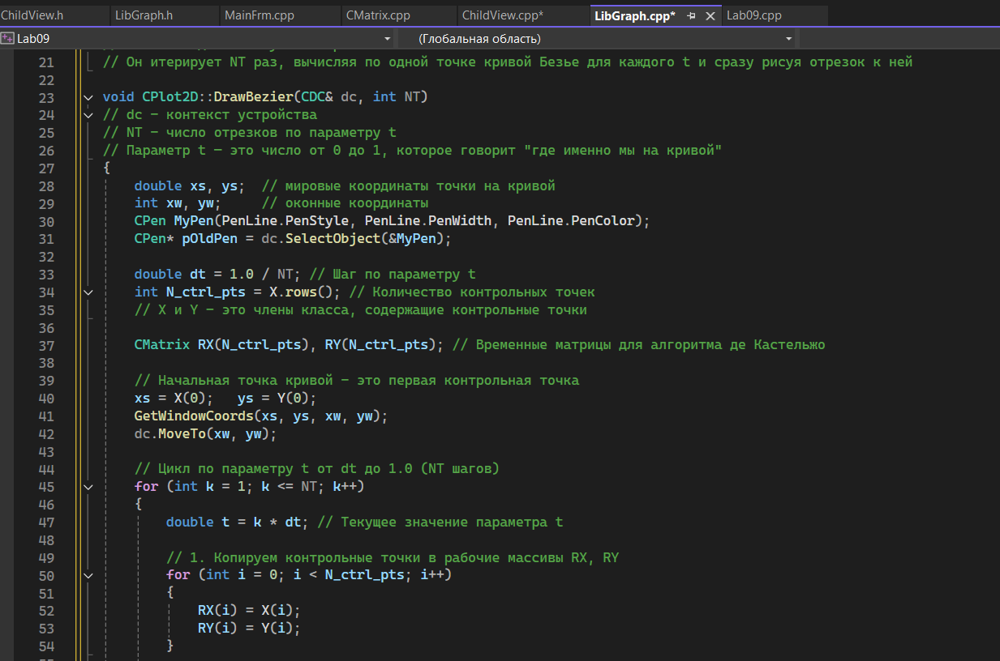 ChildView.h LibGraph.h MainFrm.cpp CMatrix.cpp ChildView.cpp* LibGraph.cpp* Lab09.cpp
Lab09 (Глобальная область)
21 // Он итерирует NT раз, вычисляя по одной точке кривой Безье для каждого t и сразу рисуя отрезок к ней
22
23 void CPlot2D::DrawBezier(CDC& dc, int NT)
24 // dc – контекст устройства
25 // NT – число отрезков по параметру t
26 // Параметр t – это число от 0 до 1, которое говорит "где именно мы на кривой"
27 {
28 double xs, ys; // мировые координаты точки на кривой
29 int xw, yw; // оконные координаты
30 CPen MyPen(PenLine.PenStyle, PenLine.PenWidth, PenLine.PenColor);
31 CPen* pOldPen = dc.SelectObject(&MyPen);
32
33 double dt = 1.0 / NT; // Шаг по параметру t
34 int N_ctrl_pts = X.rows(); // Количество контрольных точек
35 // X и Y – это члены класса, содержащие контрольные точки
36
37 CMatrix RX(N_ctrl_pts), RY(N_ctrl_pts); // Временные матрицы для алгоритма де Кастельжо
38
39 // Начальная точка кривой – это первая контрольная точка
40 xs = X(0); ys = Y(0);
41 GetWindowCoords(xs, ys, xw, yw);
42 dc.MoveTo(xw, yw);
43
44 // Цикл по параметру t от dt до 1.0 (NT шагов)
45 for (int k = 1; k <= NT; k++)
46 {
47 double t = k * dt; // Текущее значение параметра t
48
49 // 1. Копируем контрольные точки в рабочие массивы RX, RY
50 for (int i = 0; i < N_ctrl_pts; i++)
51 {
52 RX(i) = X(i);
53 RY(i) = Y(i);
54 }